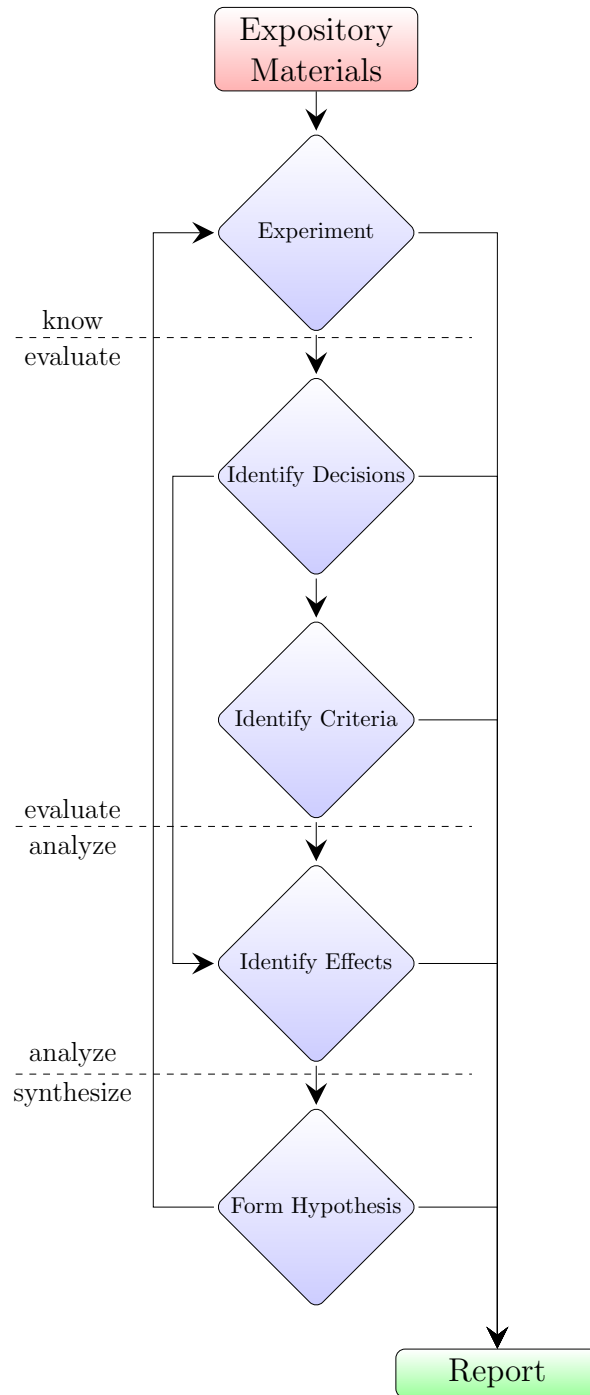 Expository
Materials
Experiment
know
evaluate
Identify Decisions
Identify Criteria
evaluate
analyze
Identify Effects
analyze
synthesize
Form Hypothesis
Report